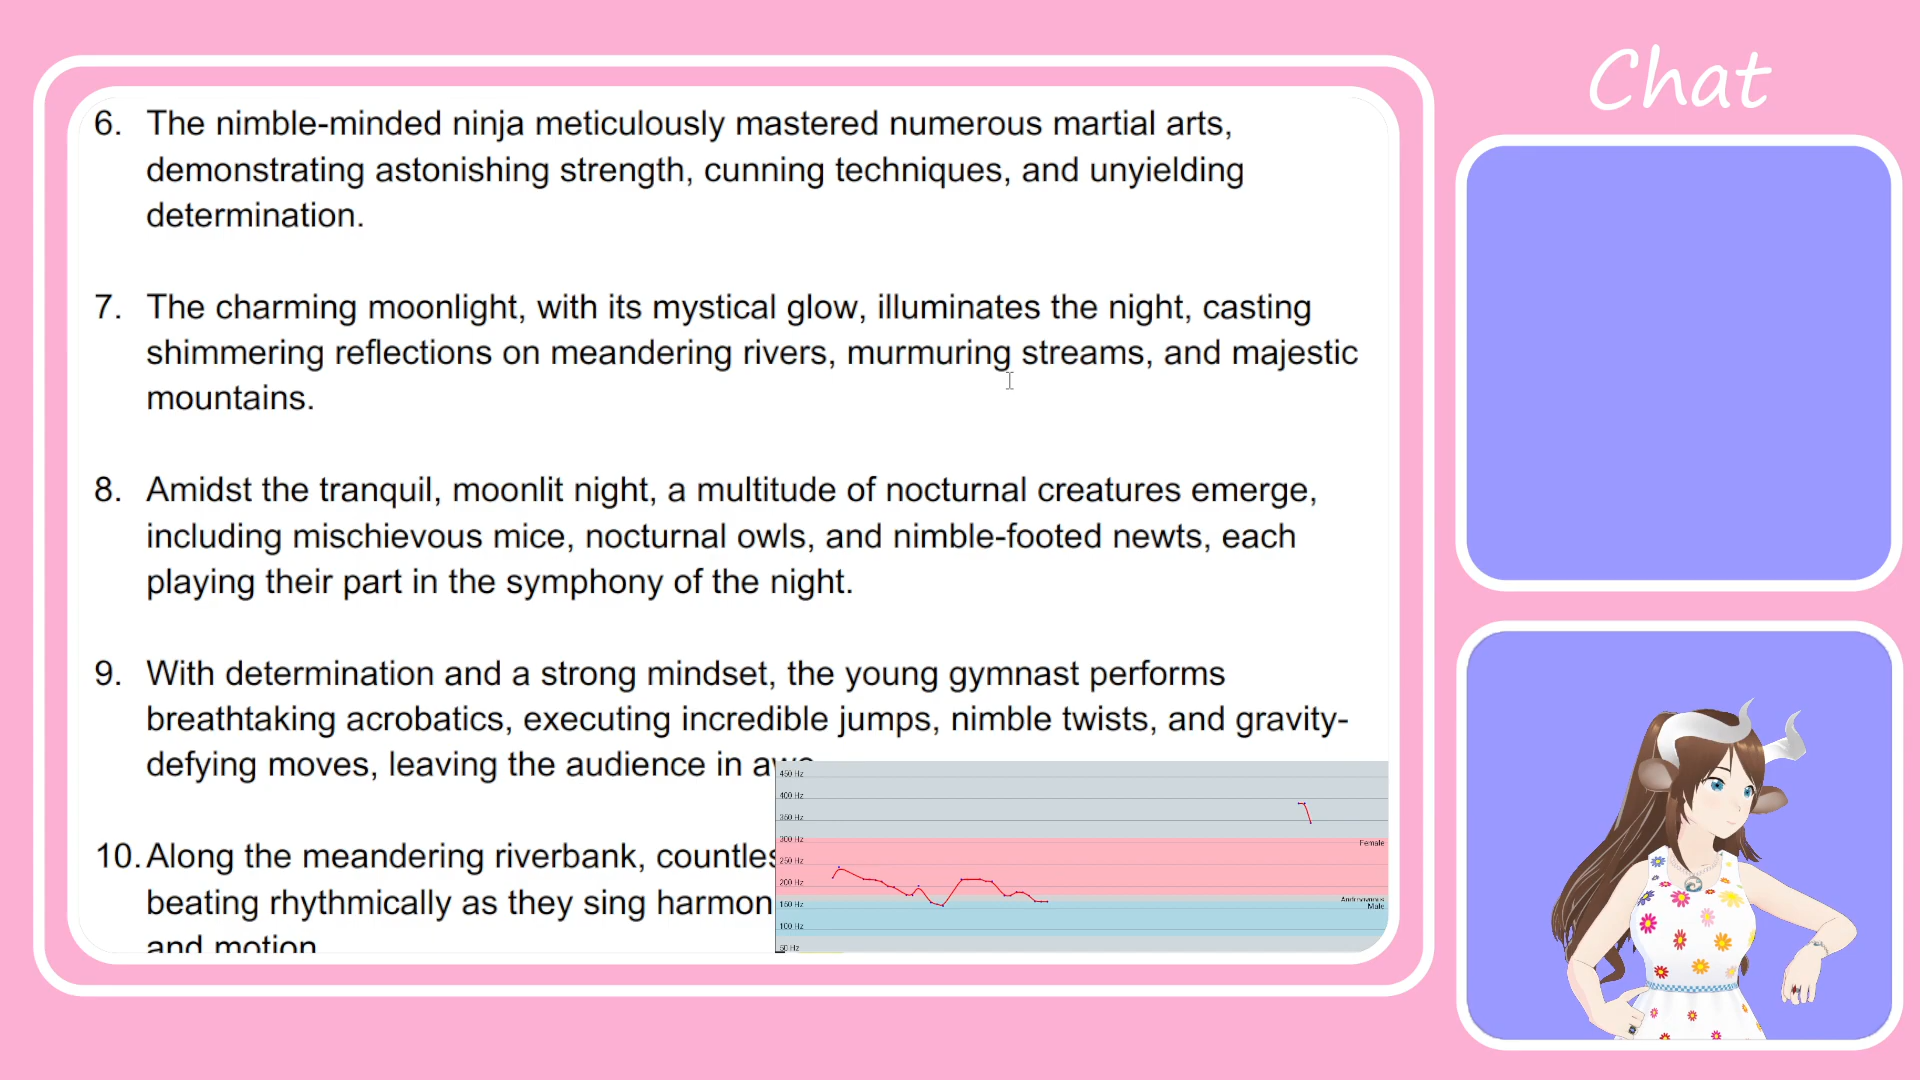 Chat
6. The nimble-minded ninja meticulously mastered numerous martial arts,
demonstrating astonishing strength, cunning techniques, and unyielding
determination.
7. The charming moonlight, with its mystical glow, illuminates the night, casting
shimmering reflections on meandering rivers, murmuring streams, and majestic
mountains.
8. Amidst the tranquil, moonlit night, a multitude of nocturnal creatures emerge,
including mischievous mice, nocturnal owls, and nimble-footed newts, each
playing their part in the symphony of the night.
9. With determination and a strong mindset, the young gymnast performs
breathtaking acrobatics, executing incredible jumps, nimble twists, and gravity-
defying moves, leaving the audience in awe
10. Along the meandering riverbank, countles
beating rhythmically as they sing harmon
and motion
450 Hz
400 Hz
350 Hz
300 Hz
Female
250 Hz
200 Hz
150 Hz
Male
100 Hz
50 Hz